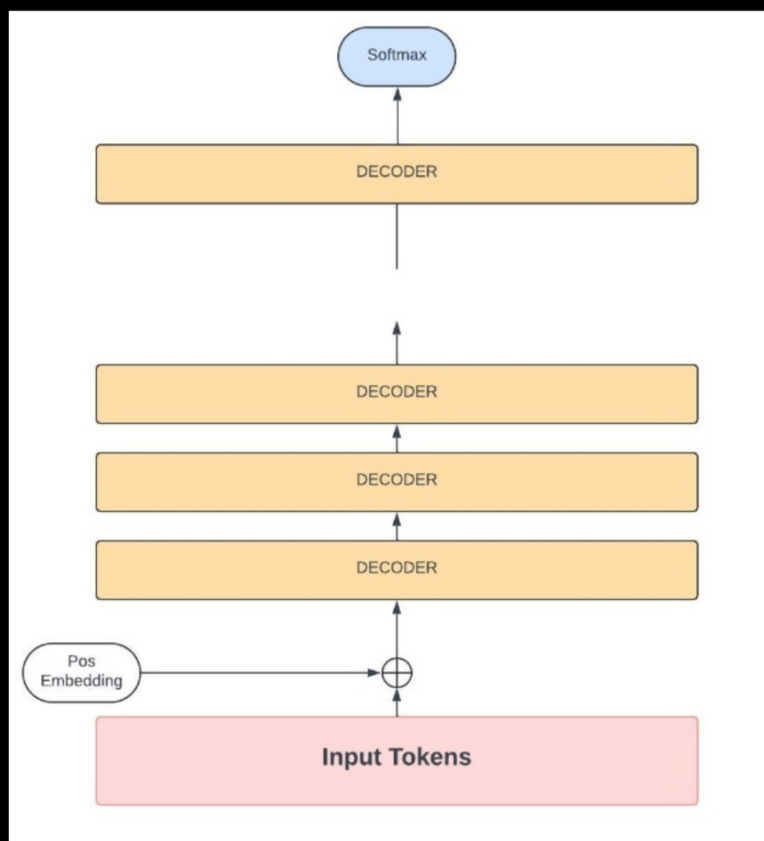 Softmax
DECODER
DECODER
DECODER
DECODER
Pos
Embedding
Input Tokens